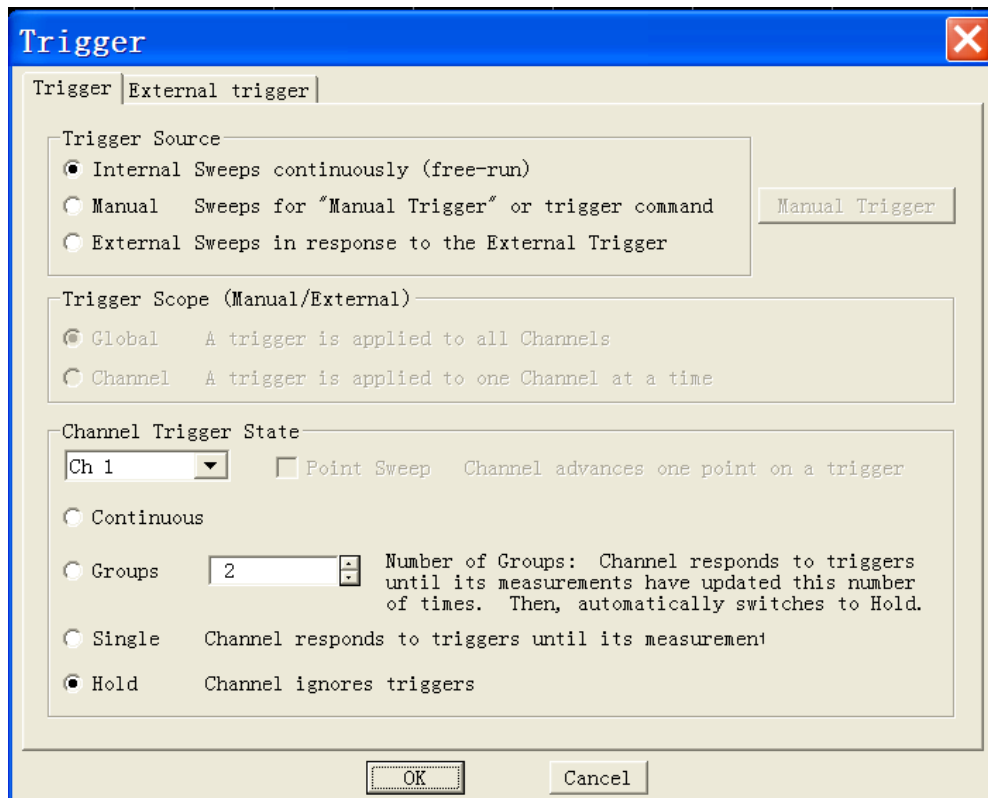 Trigger
Trigger External trigger
Trigger Source
Internal Sweeps continuously (free-run)
Manual Sweeps for "Manual Trigger" or trigger command
Manual Trigger
External Sweeps in response to the External Trigger
Trigger Scope (Manual/External)
Global A trigger is applied to all Channels
Channel A trigger is applied to one Channel at a time
Channel Trigger State
Ch 1 Point Sweep Channel advances one point on a trigger
Continuous
Groups 2 Number of Groups: Channel responds to triggers
until its measurements have updated this number
of times. Then, automatically switches to Hold.
Single Channel responds to triggers until its measurement
Hold Channel ignores triggers
OK Cancel